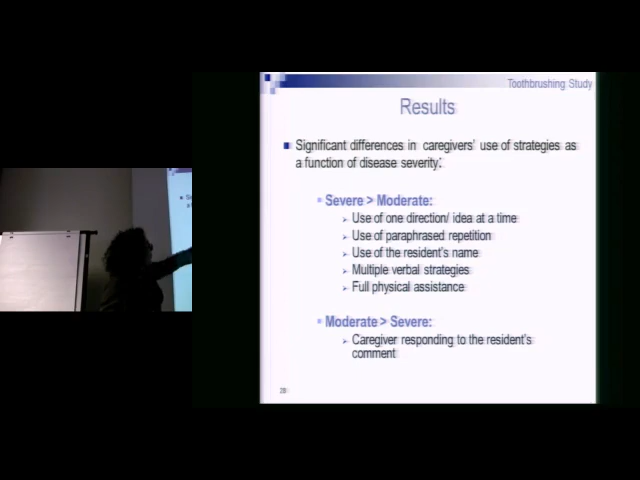 Toothbrushing Study
Results
Significant differences in caregivers' use of strategies as
a function of disease severity:
Severe > Moderate:
Use of one direction/ idea at a time
Use of paraphrased repetition
Use of the resident's name
Multiple verbal strategies
Full physical assistance
Moderate > Severe:
Caregiver responding to the resident's
comment
28